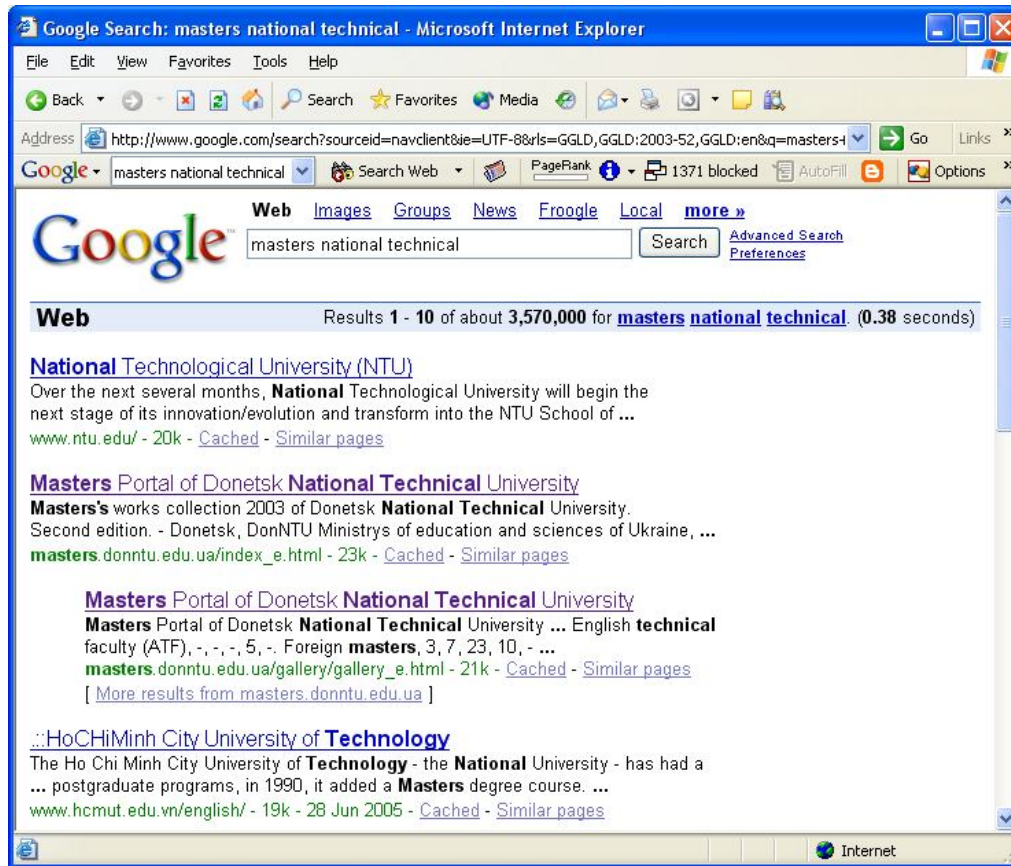 Google Search: masters national technical - Microsoft Internet Explorer
File Edit View Favorites Tools Help
Back Search Favorites Media
Address http://www.google.com/search?sourceid=navclient&ie=UTF-8&rls=GGLD,GGLD:2003-52,GGLD:en&q=masters+ Go Links »
Google masters national technical Search Web PageRank 1371 blocked AutoFill Options »
Web Images Groups News Froogle Local more »
Google™ masters national technical Search Advanced Search
Preferences
Web Results 1 - 10 of about 3,570,000 for masters national technical. (0.38 seconds)
National Technological University (NTU)
Over the next several months, National Technological University will begin the
next stage of its innovation/evolution and transform into the NTU School of ...
www.ntu.edu/ - 20k - Cached - Similar pages
Masters Portal of Donetsk National Technical University
Masters's works collection 2003 of Donetsk National Technical University.
Second edition. - Donetsk, DonNTU Ministrys of education and sciences of Ukraine, ...
masters.donntu.edu.ua/index_e.html - 23k - Cached - Similar pages
Masters Portal of Donetsk National Technical University
Masters Portal of Donetsk National Technical University ... English technical
faculty (ATF), -, -, -, 5, -. Foreign masters, 3, 7, 23, 10, - ...
masters.donntu.edu.ua/gallery/gallery_e.html - 21k - Cached - Similar pages
[ More results from masters.donntu.edu.ua ]
.::HoCHiMinh City University of Technology
The Ho Chi Minh City University of Technology - the National University - has had a
... postgraduate programs, in 1990, it added a Masters degree course. ...
www.hcmut.edu.vn/english/ - 19k - 28 Jun 2005 - Cached - Similar pages
Internet